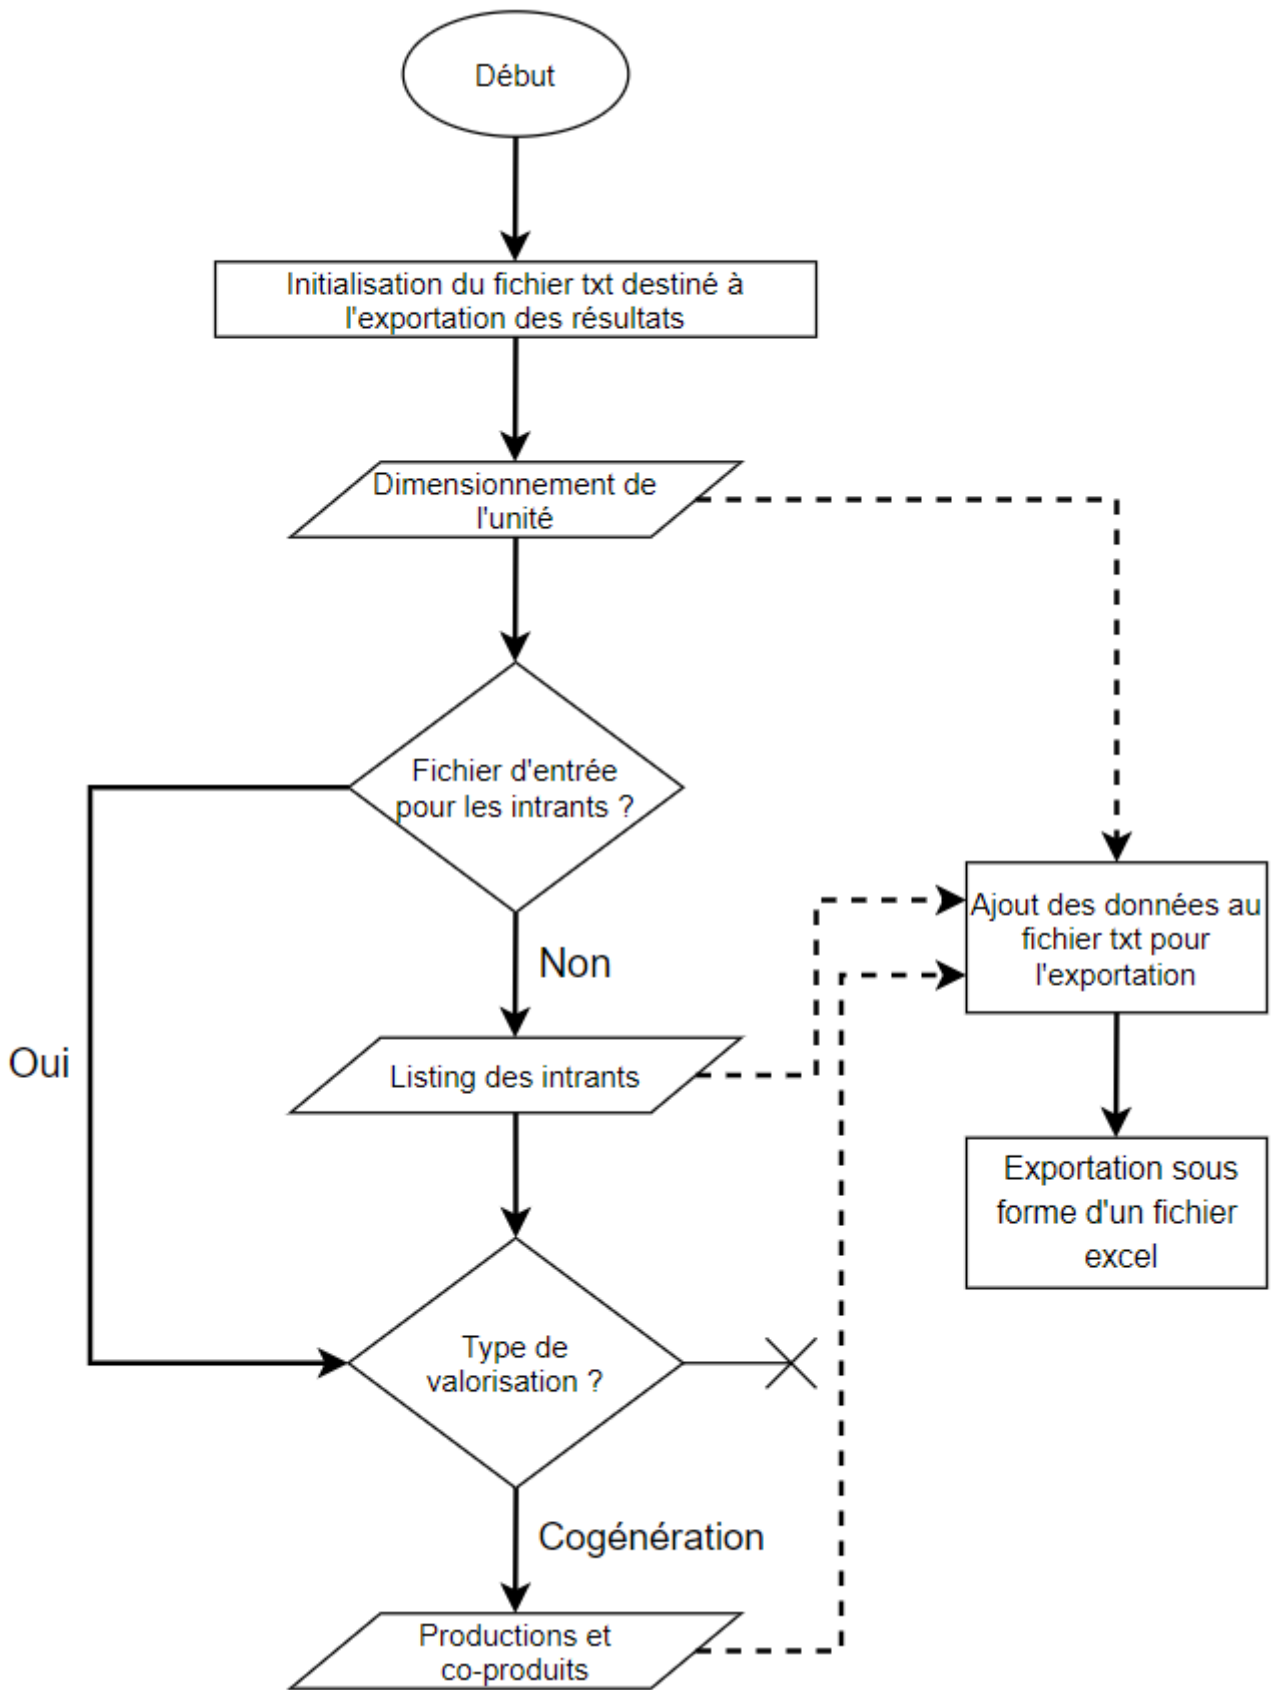 Début
Initialisation du fichier txt destiné à
l'exportation des résultats
Dimensionnement de
l'unité
Fichier d'entrée
pour les intrants ?
Non
Oui
Listing des intrants
Ajout des données au
fichier txt pour
l'exportation
Exportation sous
forme d'un fichier
excel
Type de
valorisation ?
Cogénération
Productions et
co-produits